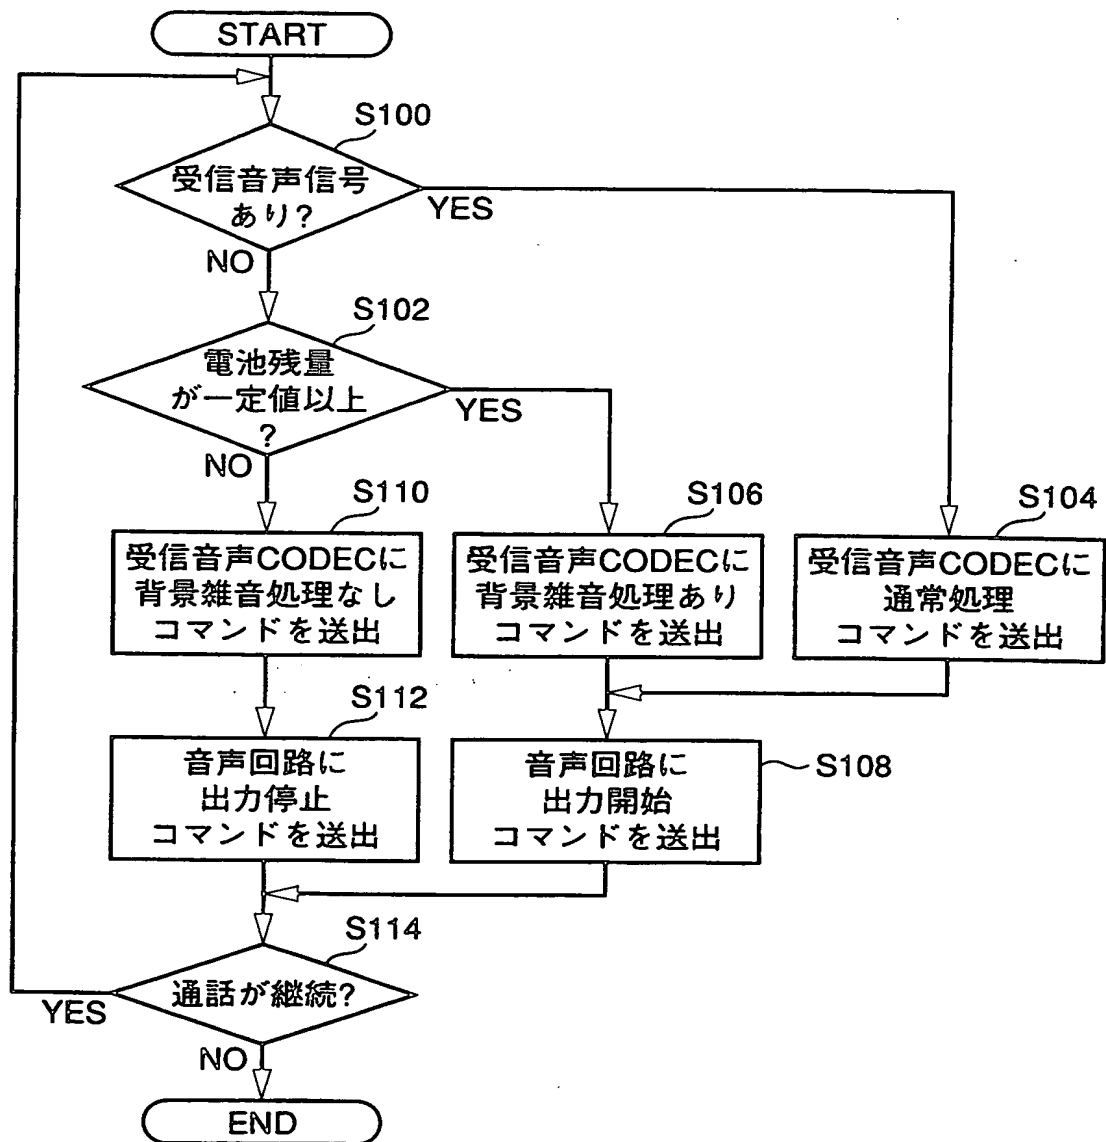 START
S100
受信音声信号
あり?
YES
NO
S102
電池残量
が一定値以上
?
YES
NO
S110
受信音声CODECに
背景雑音処理なし
コマンドを送出
S106
受信音声CODECに
背景雑音処理あり
コマンドを送出
S104
受信音声CODECに
通常処理
コマンドを送出
S112
音声回路に
出力停止
コマンドを送出
音声回路に
出力開始
コマンドを送出
S108
S114
通話が継続?
YES
NO
END